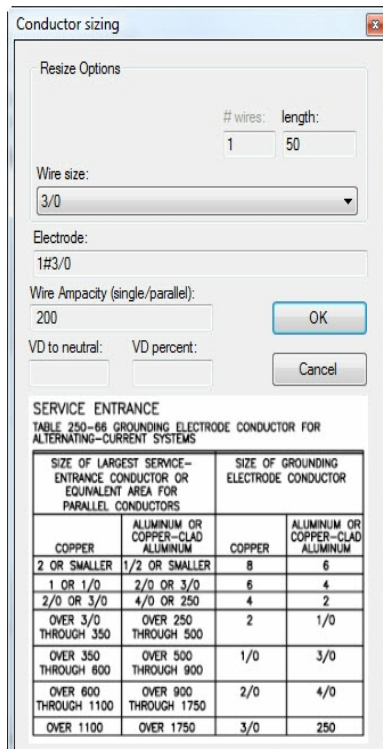 Conductor sizing
Resize Options
# wires: length:
1 50
Wire size:
3/0
Electrode:
1#3/0
Wire Ampacity (single/parallel):
200
OK
VD to neutral: VD percent:
Cancel
SERVICE ENTRANCE
TABLE 250-66 GROUNDING ELECTRODE CONDUCTOR FOR
ALTERNATING-CURRENT SYSTEMS
SIZE OF LARGEST SERVICE-
ENTRANCE CONDUCTOR OR
EQUIVALENT AREA FOR
PARALLEL CONDUCTORS
SIZE OF GROUNDING
ELECTRODE CONDUCTOR
COPPER
ALUMINUM OR
COPPER-CLAD
ALUMINUM
COPPER
ALUMINUM OR
COPPER-CLAD
ALUMINUM
2 OR SMALLER 1/2 OR SMALLER 8 6
1 OR 1/0 2/0 OR 3/0 6 4
2/0 OR 3/0 4/0 OR 250 4 2
OVER 3/0 OVER 250 2 1/0
THROUGH 350 THROUGH 500
OVER 350 OVER 500 1/0 3/0
THROUGH 600 THROUGH 900
OVER 600 OVER 900 2/0 4/0
THROUGH 1100 THROUGH 1750
OVER 1100 OVER 1750 3/0 250